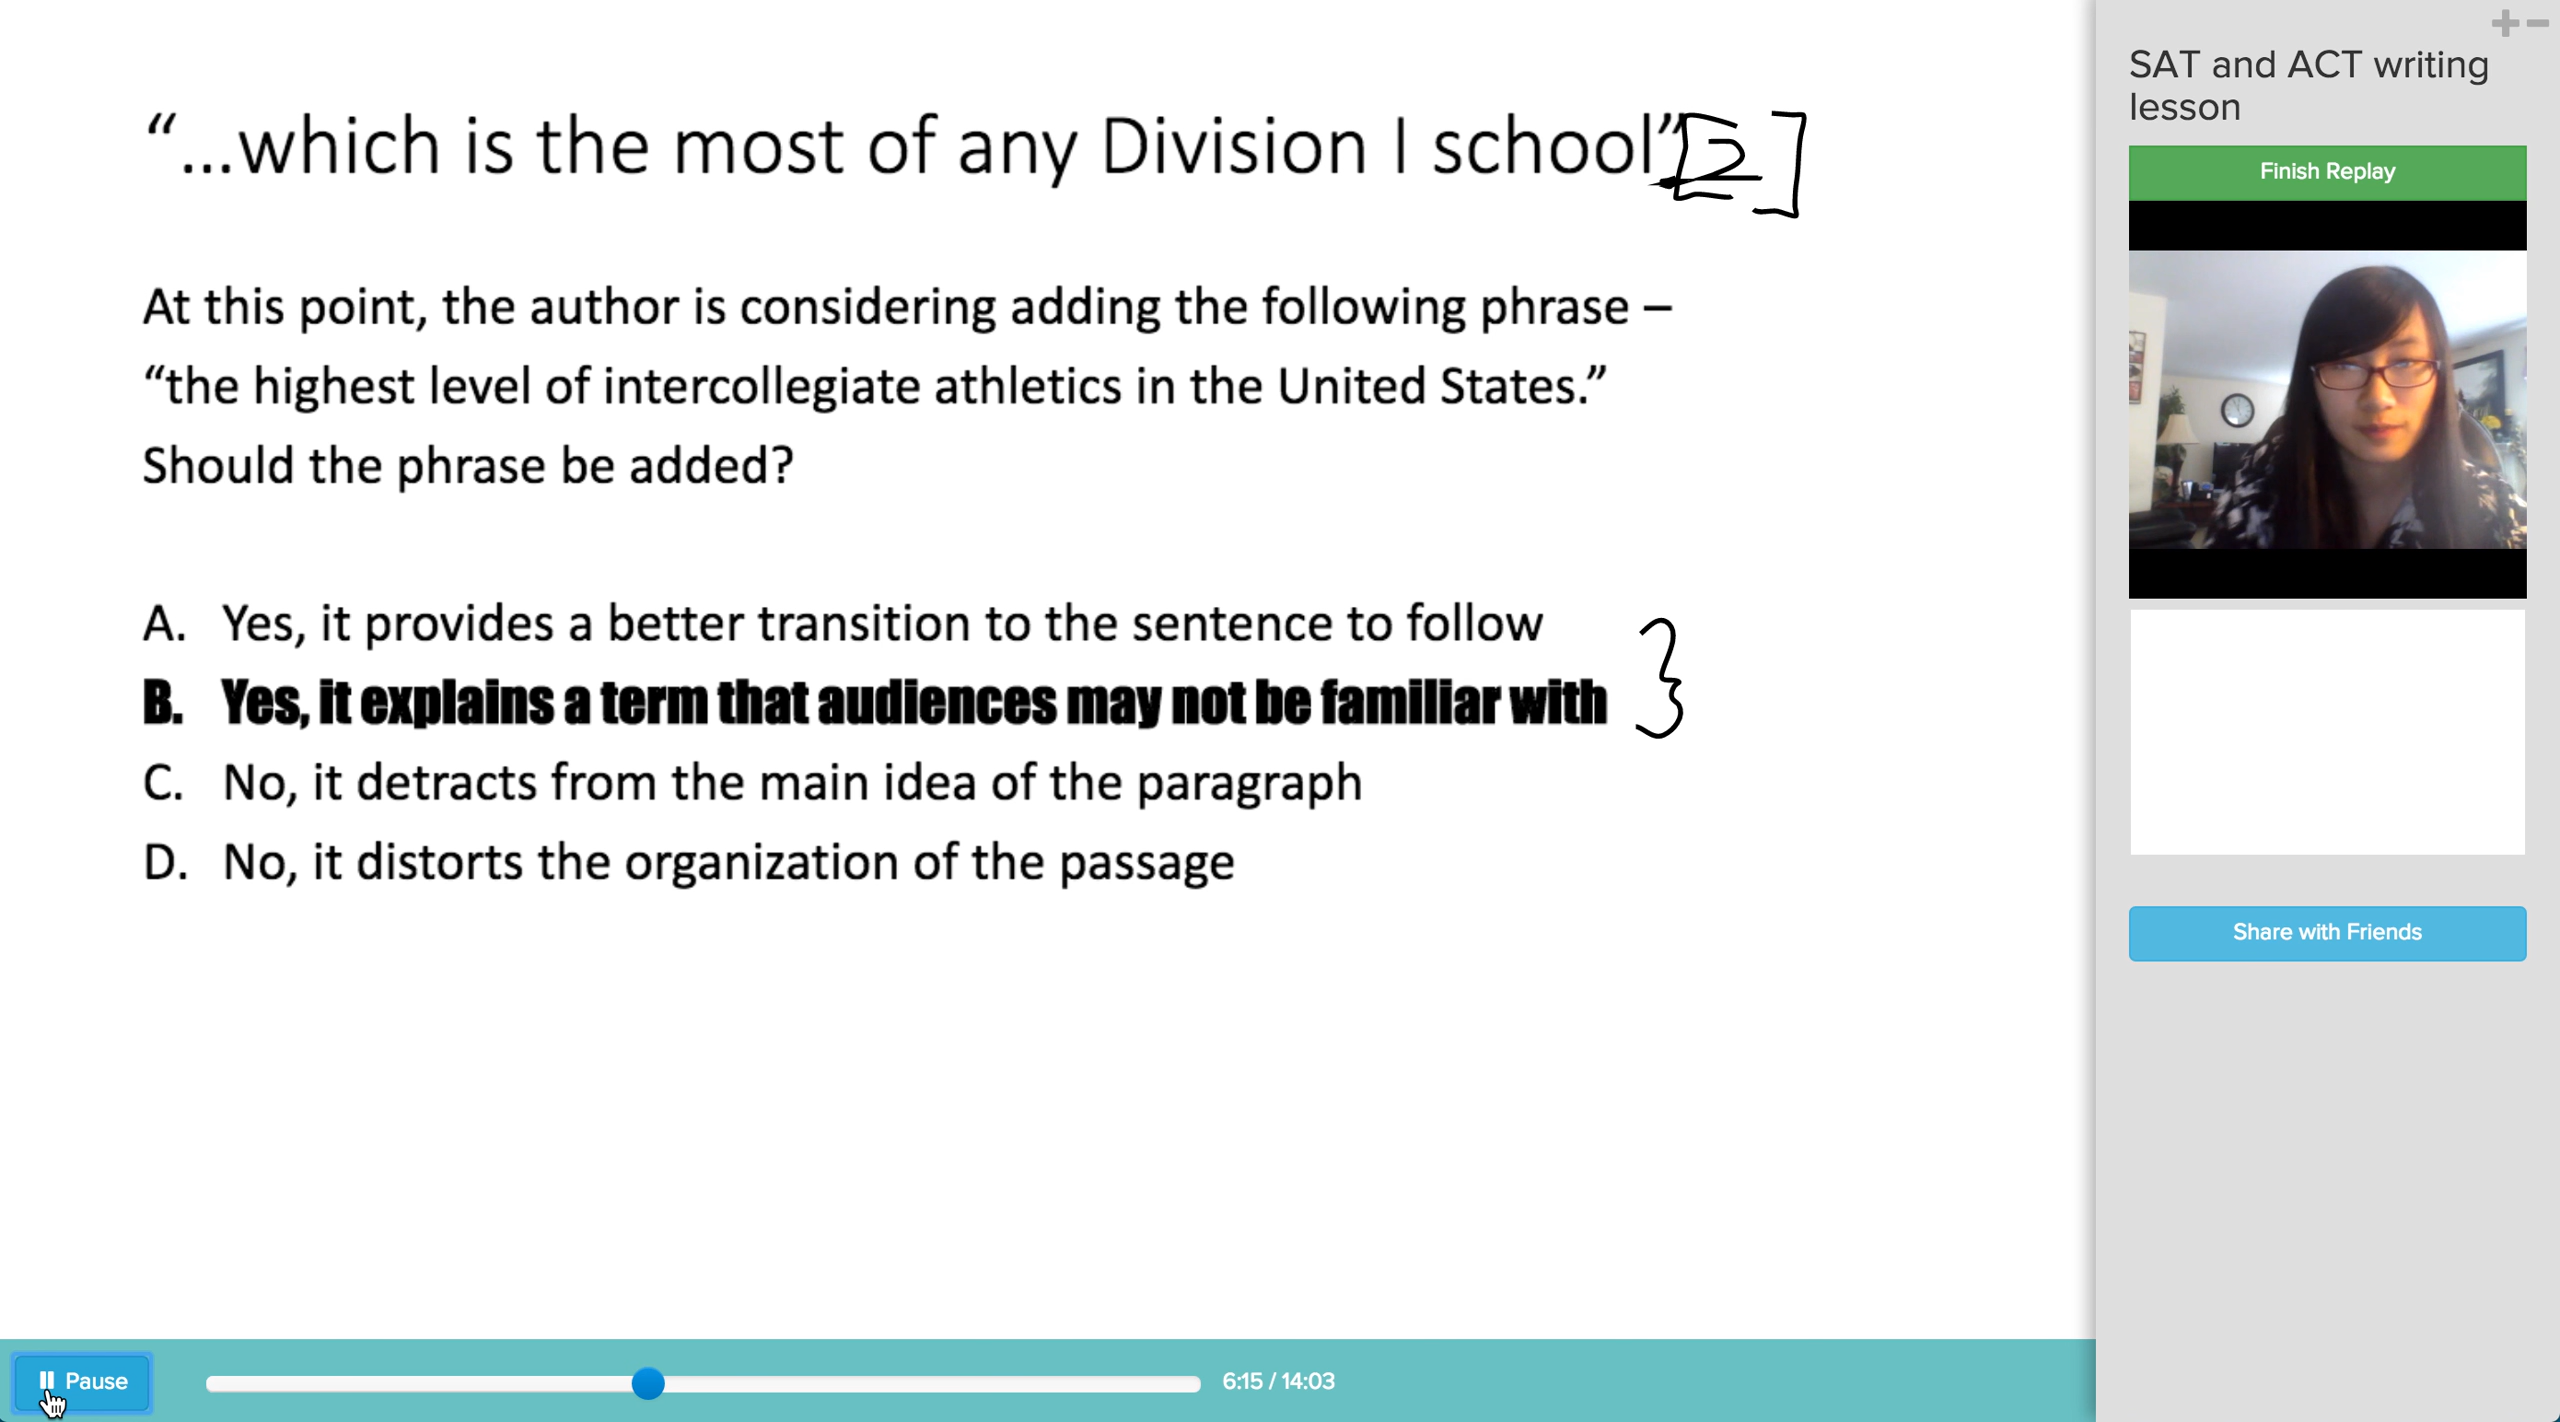 “...which is the most of any Division I school” [2]
At this point, the author is considering adding the following phrase –
“the highest level of intercollegiate athletics in the United States.”
Should the phrase be added?
A. Yes, it provides a better transition to the sentence to follow
B. Yes, it explains a term that audiences may not be familiar with
C. No, it detracts from the main idea of the paragraph
D. No, it distorts the organization of the passage
Pause
6:15 / 14:03
SAT and ACT writing
lesson
Finish Replay
Share with Friends